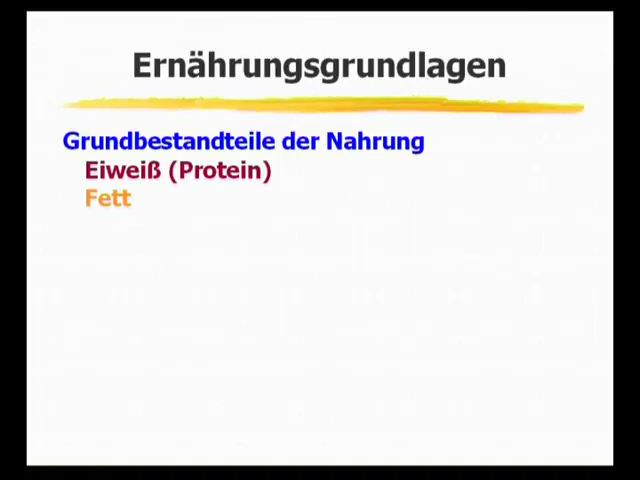 Ernährungsgrundlagen
Grundbestandteile der Nahrung
Eiweiß (Protein)
Fett